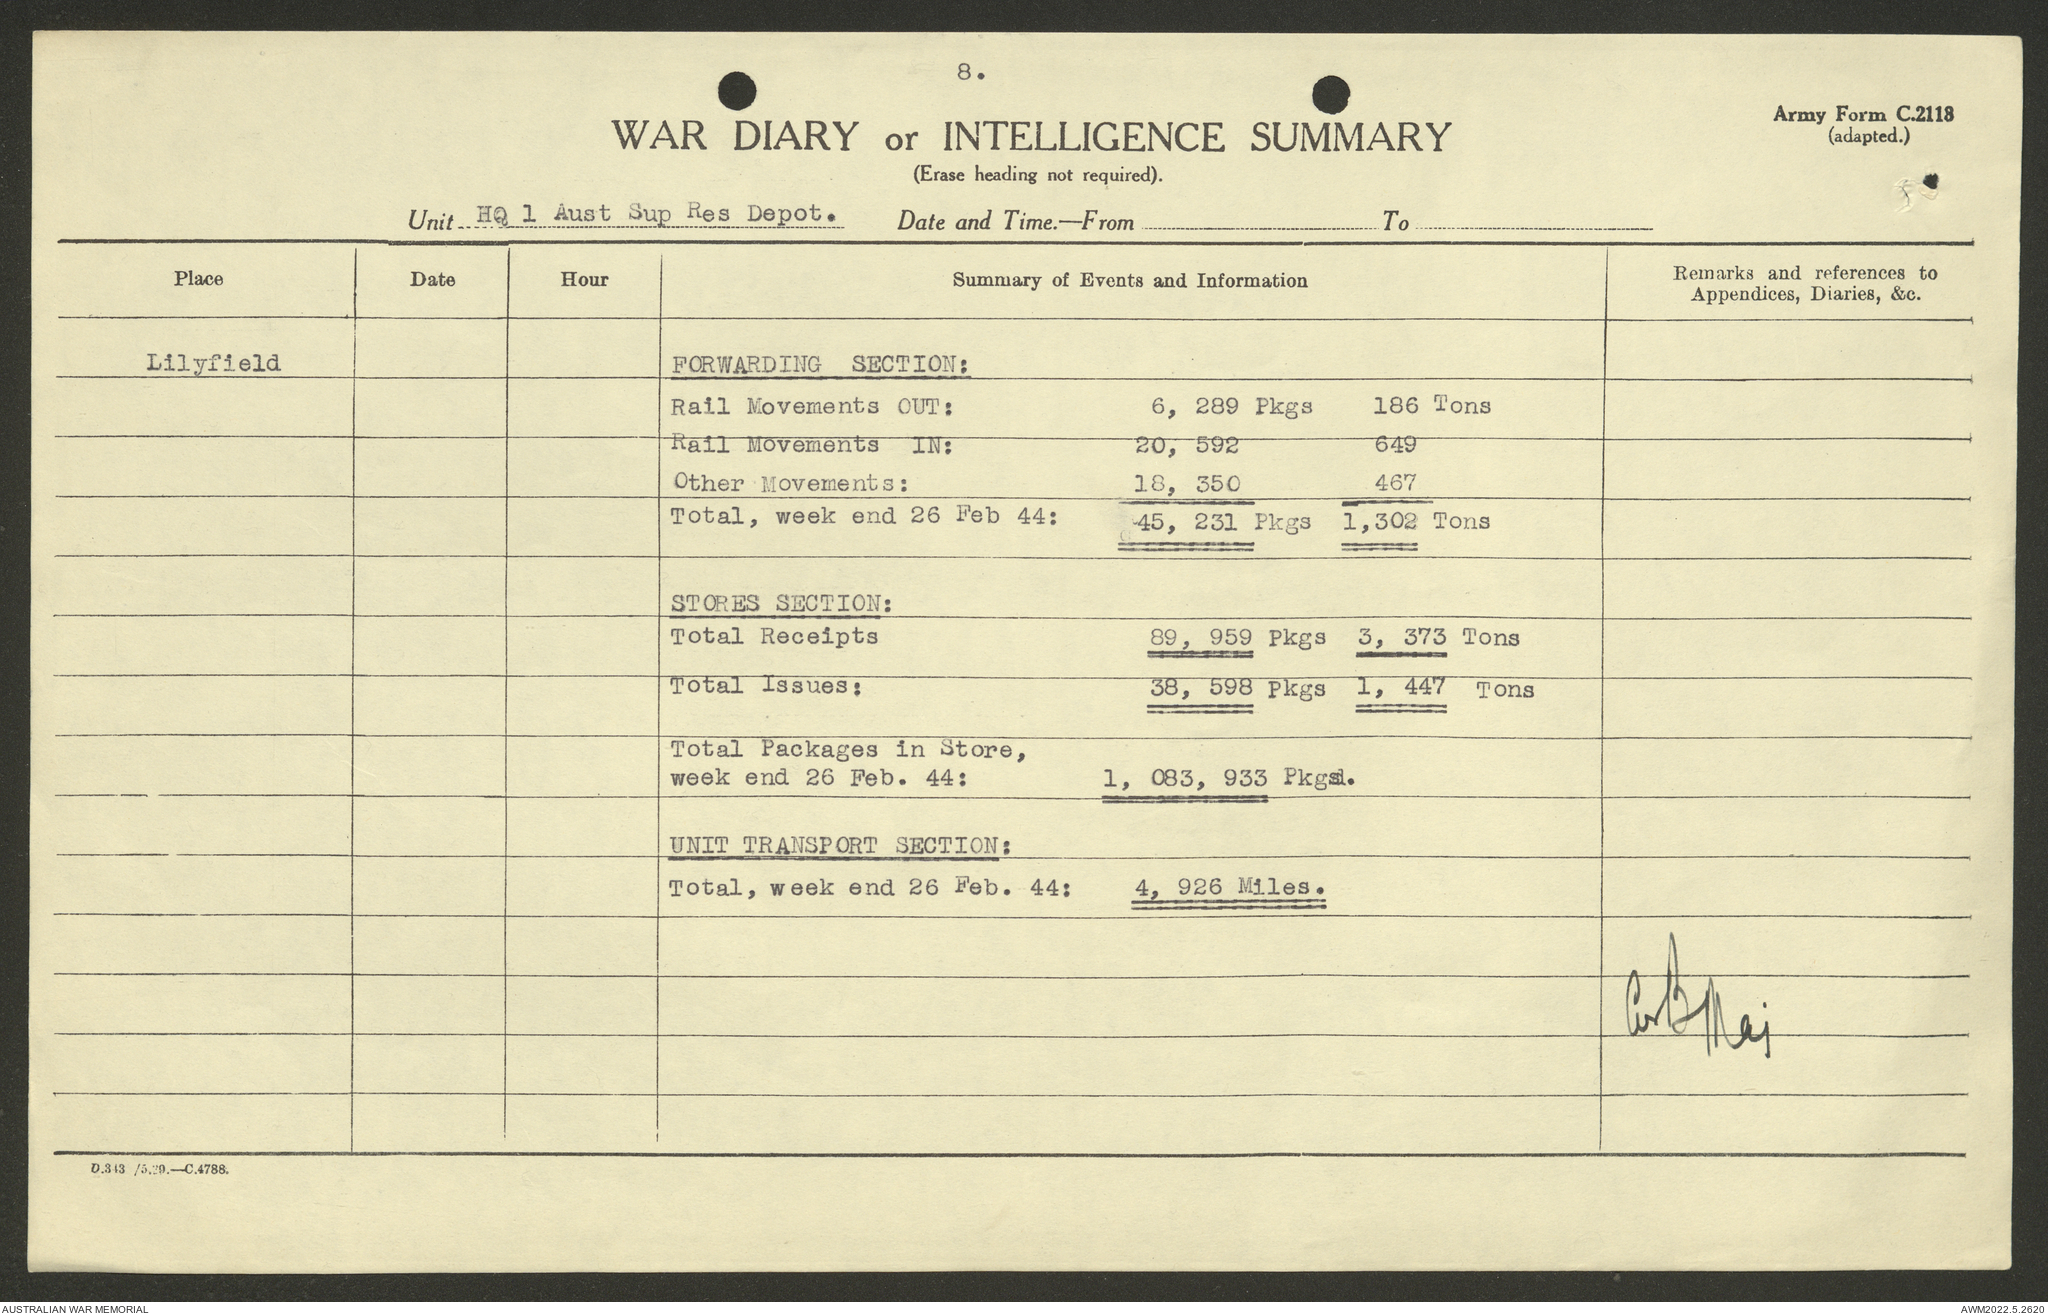 8.
Army Form C.2118
(adapted.)
WAR DIARY or INTELLIGENCE SUMMARY
(Erase heading not required).
Unit HQ 1 Aust Sup Res Depot. Date and Time.—From To
Place Date Hour Summary of Events and Information Remarks and references to
Appendices, Diaries, &c.
Lilyfield FORWARDING SECTION:
Rail Movements OUT: 6, 289 Pkgs 186 Tons
Rail Movements IN: 20, 592 649
Other Movements: 18, 350 467
Total, week end 26 Feb 44: 45, 231 Pkgs 1,302 Tons
STORES SECTION:
Total Receipts 89, 959 Pkgs 3, 373 Tons
Total Issues: 38, 598 Pkgs 1, 447 Tons
Total Packages in Store,
week end 26 Feb. 44: 1, 083, 933 Pkgs.
UNIT TRANSPORT SECTION:
Total, week end 26 Feb. 44: 4, 926 Miles.
Maj
D.343 /5.29.—C.4788.
AUSTRALIAN WAR MEMORIAL AWM2022.5.2620